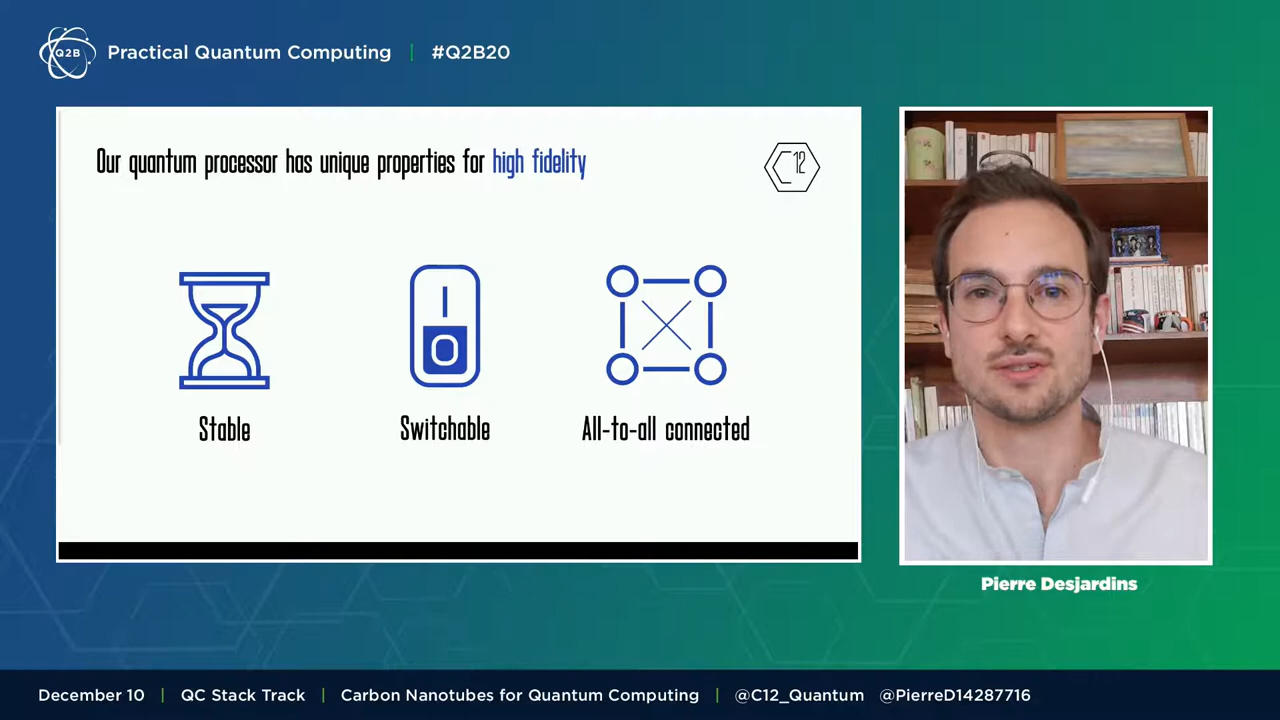 Q2B Practical Quantum Computing | #Q2B20
Our quantum processor has unique properties for high fidelity
C12
Stable
Switchable
All-to-all connected
Pierre Desjardins
December 10 | QC Stack Track | Carbon Nanotubes for Quantum Computing | @C12_Quantum @PierreD14287716